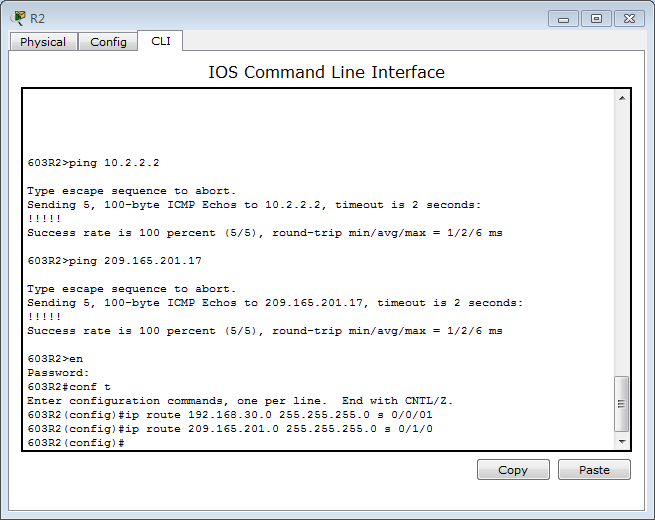 R2
Physical Config CLI
IOS Command Line Interface
603R2>ping 10.2.2.2
Type escape sequence to abort.
Sending 5, 100-byte ICMP Echos to 10.2.2.2, timeout is 2 seconds:
!!!!!
Success rate is 100 percent (5/5), round-trip min/avg/max = 1/2/6 ms
603R2>ping 209.165.201.17
Type escape sequence to abort.
Sending 5, 100-byte ICMP Echos to 209.165.201.17, timeout is 2 seconds:
!!!!!
Success rate is 100 percent (5/5), round-trip min/avg/max = 1/2/6 ms
603R2>en
Password:
603R2#conf t
Enter configuration commands, one per line.  End with CNTL/Z.
603R2(config)#ip route 192.168.30.0 255.255.255.0 s 0/0/01
603R2(config)#ip route 209.165.201.0 255.255.255.0 s 0/1/0
603R2(config)#
Copy Paste